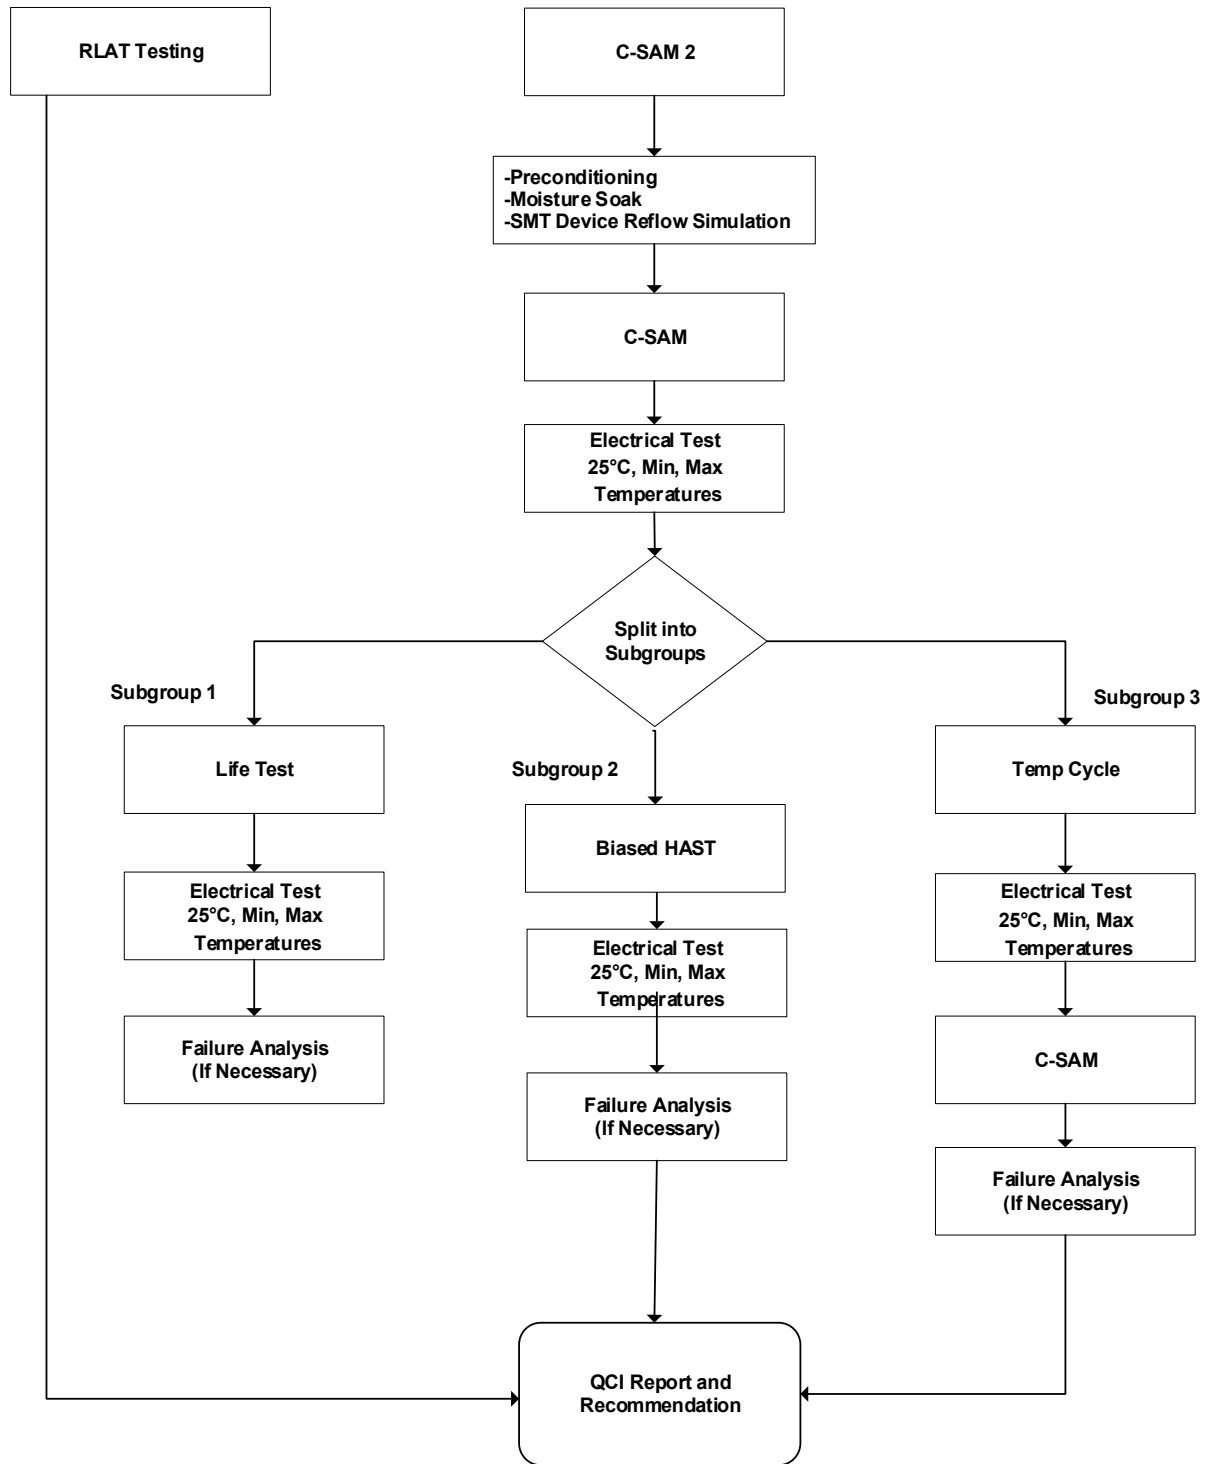 RLAT Testing
C-SAM 2
-Preconditioning
-Moisture Soak
-SMT Device Reflow Simulation
C-SAM
Electrical Test
25°C, Min, Max
Temperatures
Split into
Subgroups
Subgroup 1
Life Test
Electrical Test
25°C, Min, Max
Temperatures
Failure Analysis
(If Necessary)
Subgroup 2
Biased HAST
Electrical Test
25°C, Min, Max
Temperatures
Failure Analysis
(If Necessary)
Subgroup 3
Temp Cycle
Electrical Test
25°C, Min, Max
Temperatures
C-SAM
Failure Analysis
(If Necessary)
QCI Report and
Recommendation